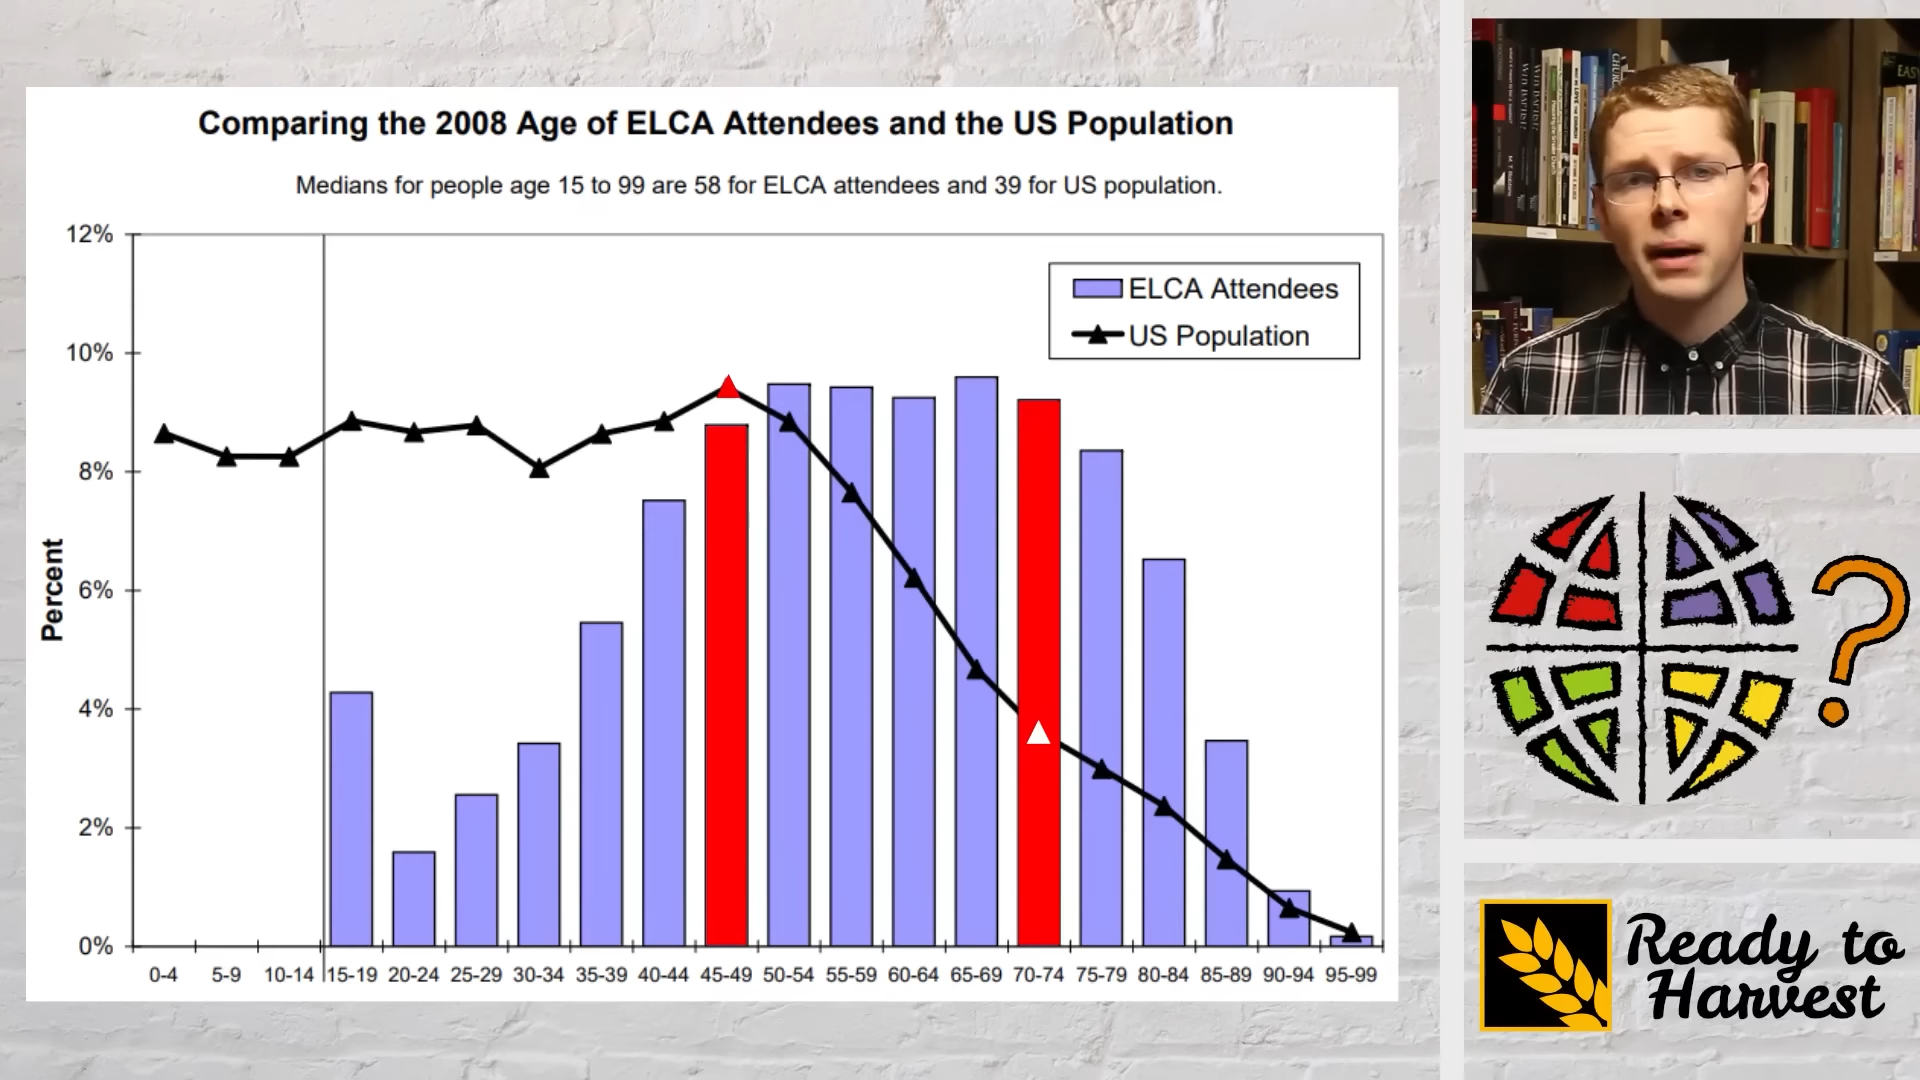 Comparing the 2008 Age of ELCA Attendees and the US Population
Medians for people age 15 to 99 are 58 for ELCA attendees and 39 for US population.
12%
10%
8%
6%
4%
2%
0%
Percent
ELCA Attendees
US Population
0-4 5-9 10-14 15-19 20-24 25-29 30-34 35-39 40-44 45-49 50-54 55-59 60-64 65-69 70-74 75-79 80-84 85-89 90-94 95-99
EAS
?
Ready to
Harvest